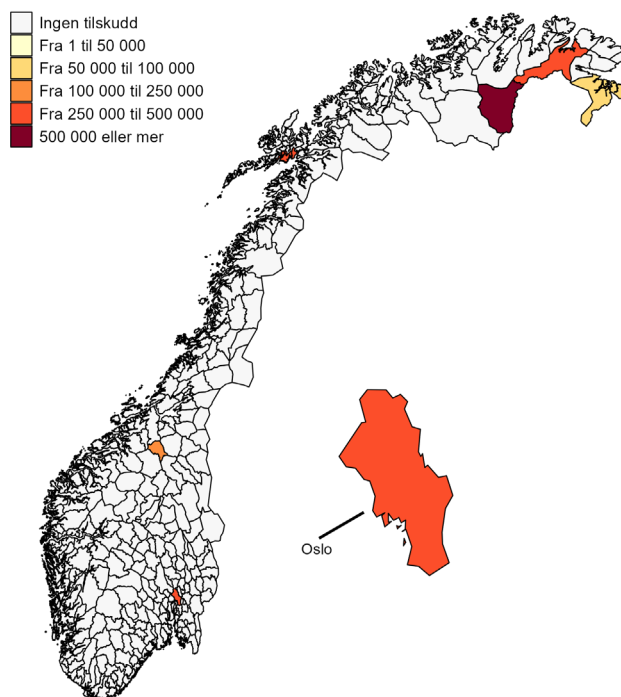 Ingen tilskudd
Fra 1 til 50 000
Fra 50 000 til 100 000
Fra 100 000 til 250 000
Fra 250 000 til 500 000
500 000 eller mer
Oslo